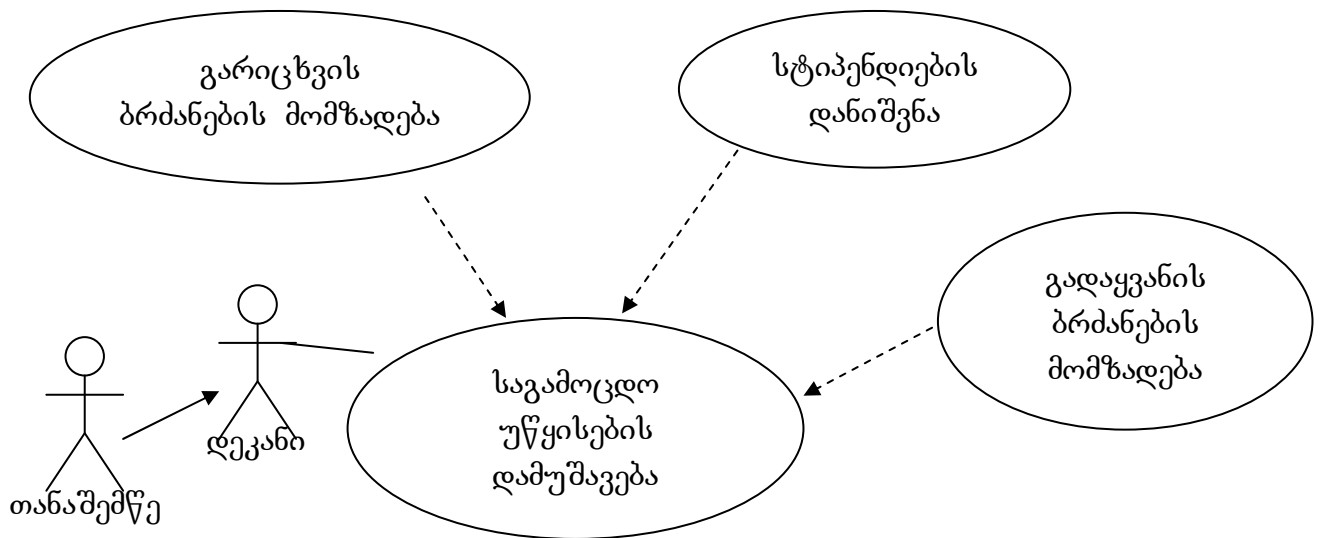 გარიცხვის
ბრძანების მომზადება
სტიპენდიების
დანიშვნა
გადაყვანის
ბრძანების
მომზადება
საგამოცდო
უწყისების
დამუშავება
დეკანი
თანაშემწე